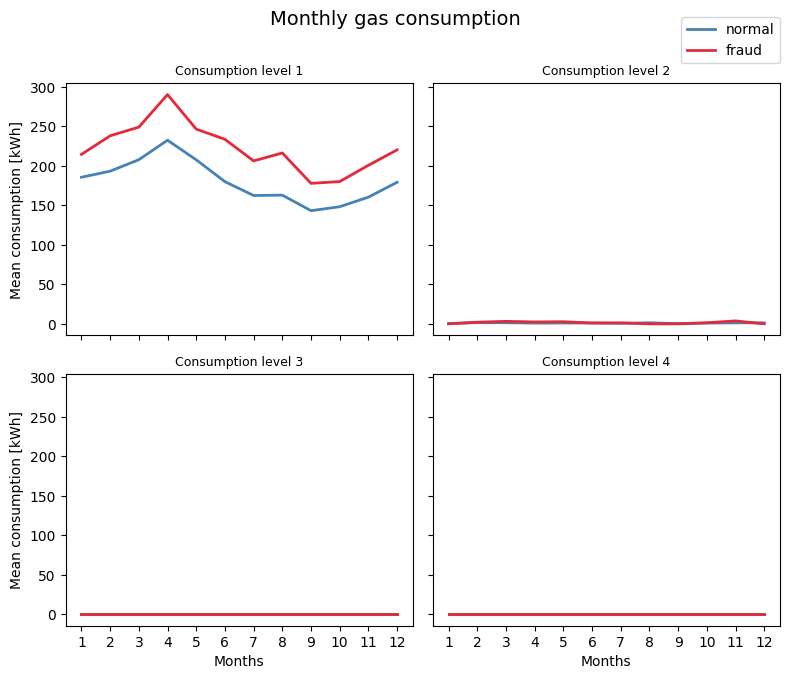 Monthly gas consumption
normal
fraud
Consumption level 1
Consumption level 2
Mean consumption [kWh]
300
250
200
150
100
50
0
Consumption level 3
Consumption level 4
Mean consumption [kWh]
300
250
200
150
100
50
0
1 2 3 4 5 6 7 8 9 10 11 12
1 2 3 4 5 6 7 8 9 10 11 12
Months
Months